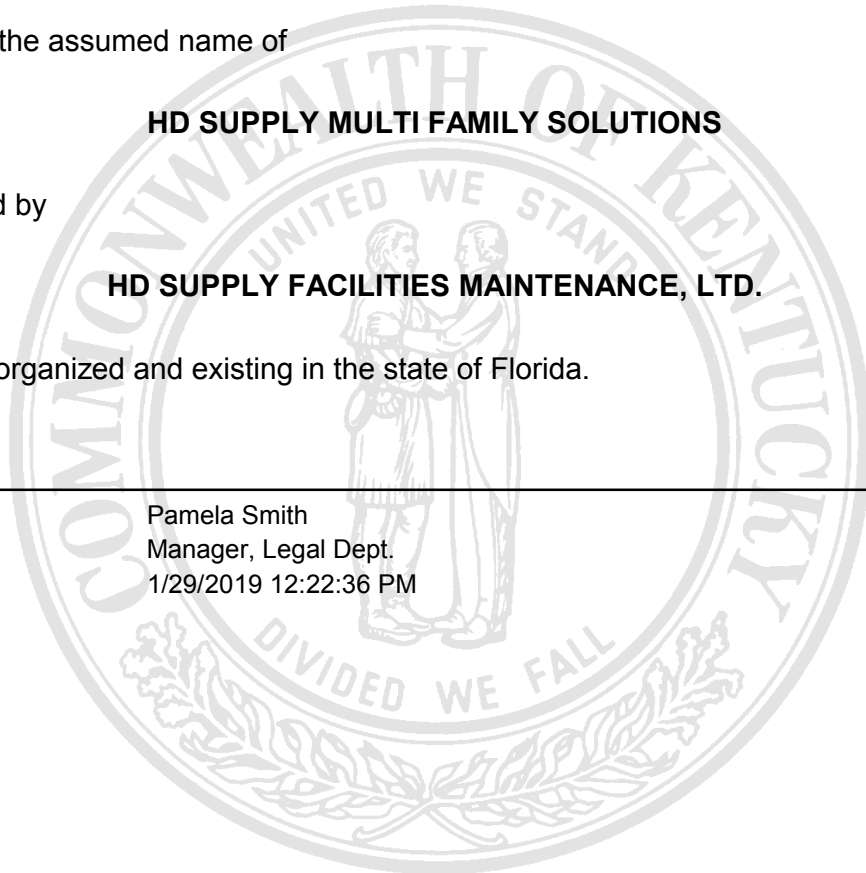 the assumed name of
HD SUPPLY MULTI FAMILY SOLUTIONS
by
HD SUPPLY FACILITIES MAINTENANCE, LTD.
organized and existing in the state of Florida.
Pamela Smith
Manager, Legal Dept.
1/29/2019 12:22:36 PM
COMMONWEALTH OF KENTUCKY
UNITED WE STAND
DIVIDED WE FALL